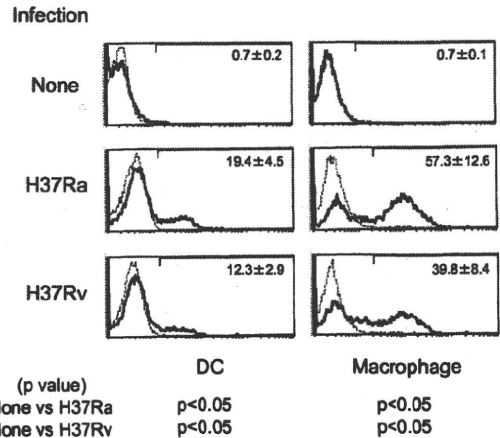 Infection
None
0.7±0.2
0.7±0.1
H37Ra
19.4±4.5
57.3±12.6
H37Rv
12.3±2.9
39.8±8.4
DC
Macrophage
(p value)
None vs H37Ra
p<0.05
p<0.05
None vs H37Rv
p<0.05
p<0.05